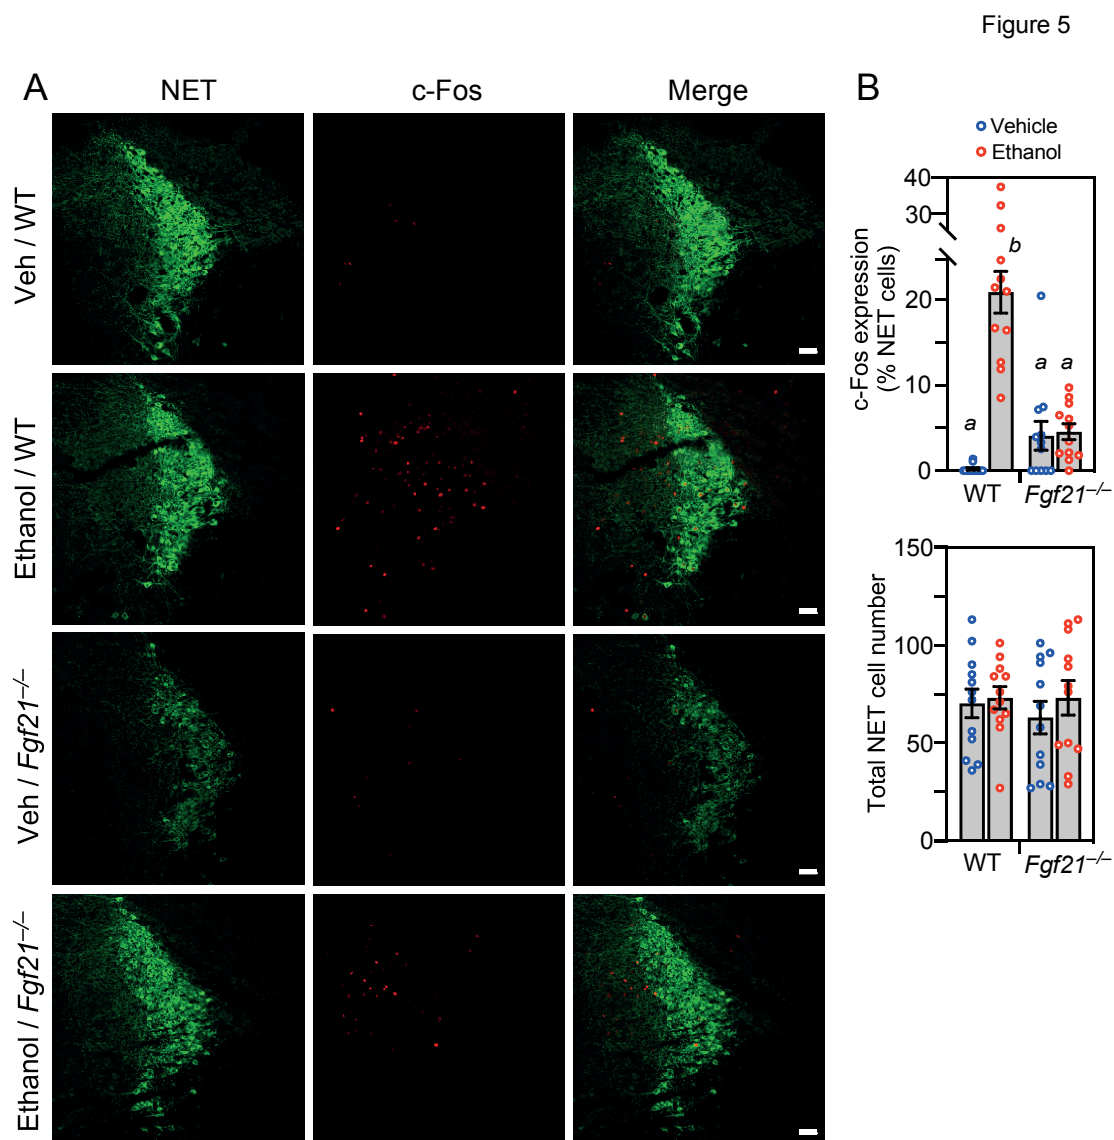 Figure 5
A
NET
c-Fos
Merge
Veh / WT
Ethanol / WT
Veh / Fgf21–/–
Ethanol / Fgf21–/–
B
Vehicle
Ethanol
c-Fos expression
(% NET cells)
40
30
20
10
0
a
b
a
a
WT
Fgf21–/–
Total NET cell number
150
100
50
0
WT
Fgf21–/–